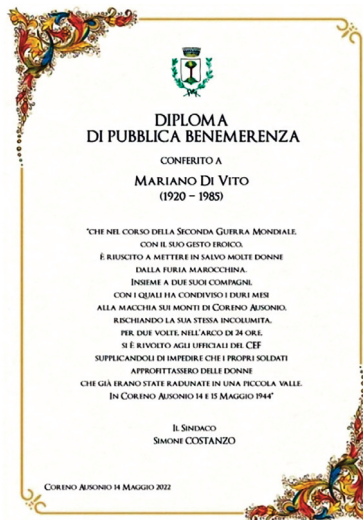 DIPLOMA
DI PUBBLICA BENEMERENZA
CONFERITO A
MARIANO DI VITO
(1920 – 1985)
"CHE NEL CORSO DELLA SECONDA GUERRA MONDIALE,
CON IL SUO GESTO EROICO,
È RIUSCITO A METTERE IN SALVO MOLTE DONNE
DALLA FURIA MAROCCHINA.
INSIEME A DUE SUOI COMPAGNI,
CON I QUALI HA CONDIVISO I DURI MESI
ALLA MACCHIA SUI MONTI DI CORENO AUSONIO,
RISCHIANDO LA SUA STESSA INCOLUMITA,
PER DUE VOLTE, NELL'ARCO DI 24 ORE,
SI È RIVOLTO AGLI UFFICIALI DEL CEF
SUPPLICANDOLI DI IMPEDIRE CHE I PROPRI SOLDATI
APPROFITTASSERO DELLE DONNE
CHE GIÀ ERANO STATE RADUNATE IN UNA PICCOLA VALLE.
IN CORENO AUSONIO 14 E 15 MAGGIO 1944"
IL SINDACO
SIMONE COSTANZO
CORENO AUSONIO 14 MAGGIO 2022